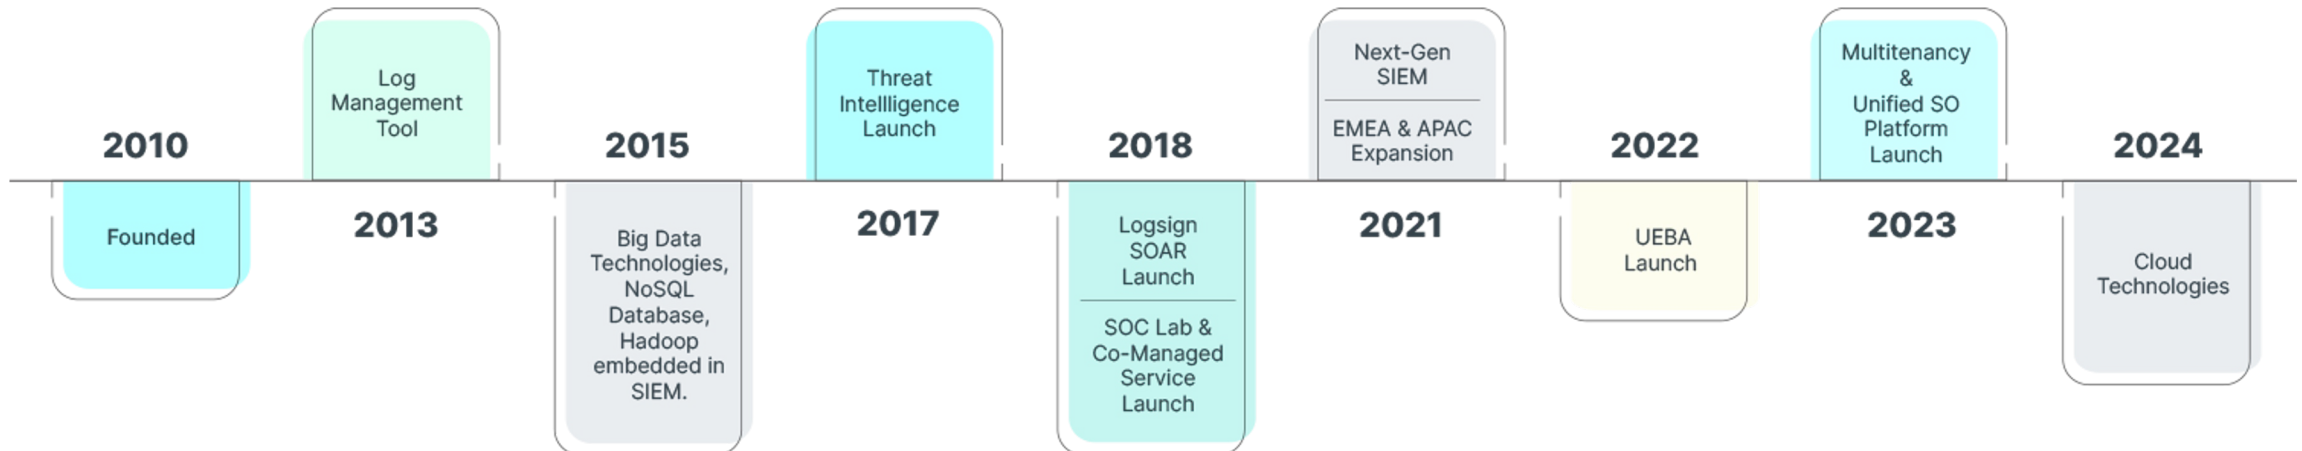 2010
Founded
Log
Management
Tool
2013
2015
Big Data
Technologies,
NoSQL
Database,
Hadoop
embedded in
SIEM.
Threat
Intellligence
Launch
2017
2018
Logsign
SOAR
Launch
SOC Lab &
Co-Managed
Service
Launch
Next-Gen
SIEM
EMEA & APAC
Expansion
2021
2022
UEBA
Launch
Multitenancy
&
Unified SO
Platform
Launch
2023
2024
Cloud
Technologies